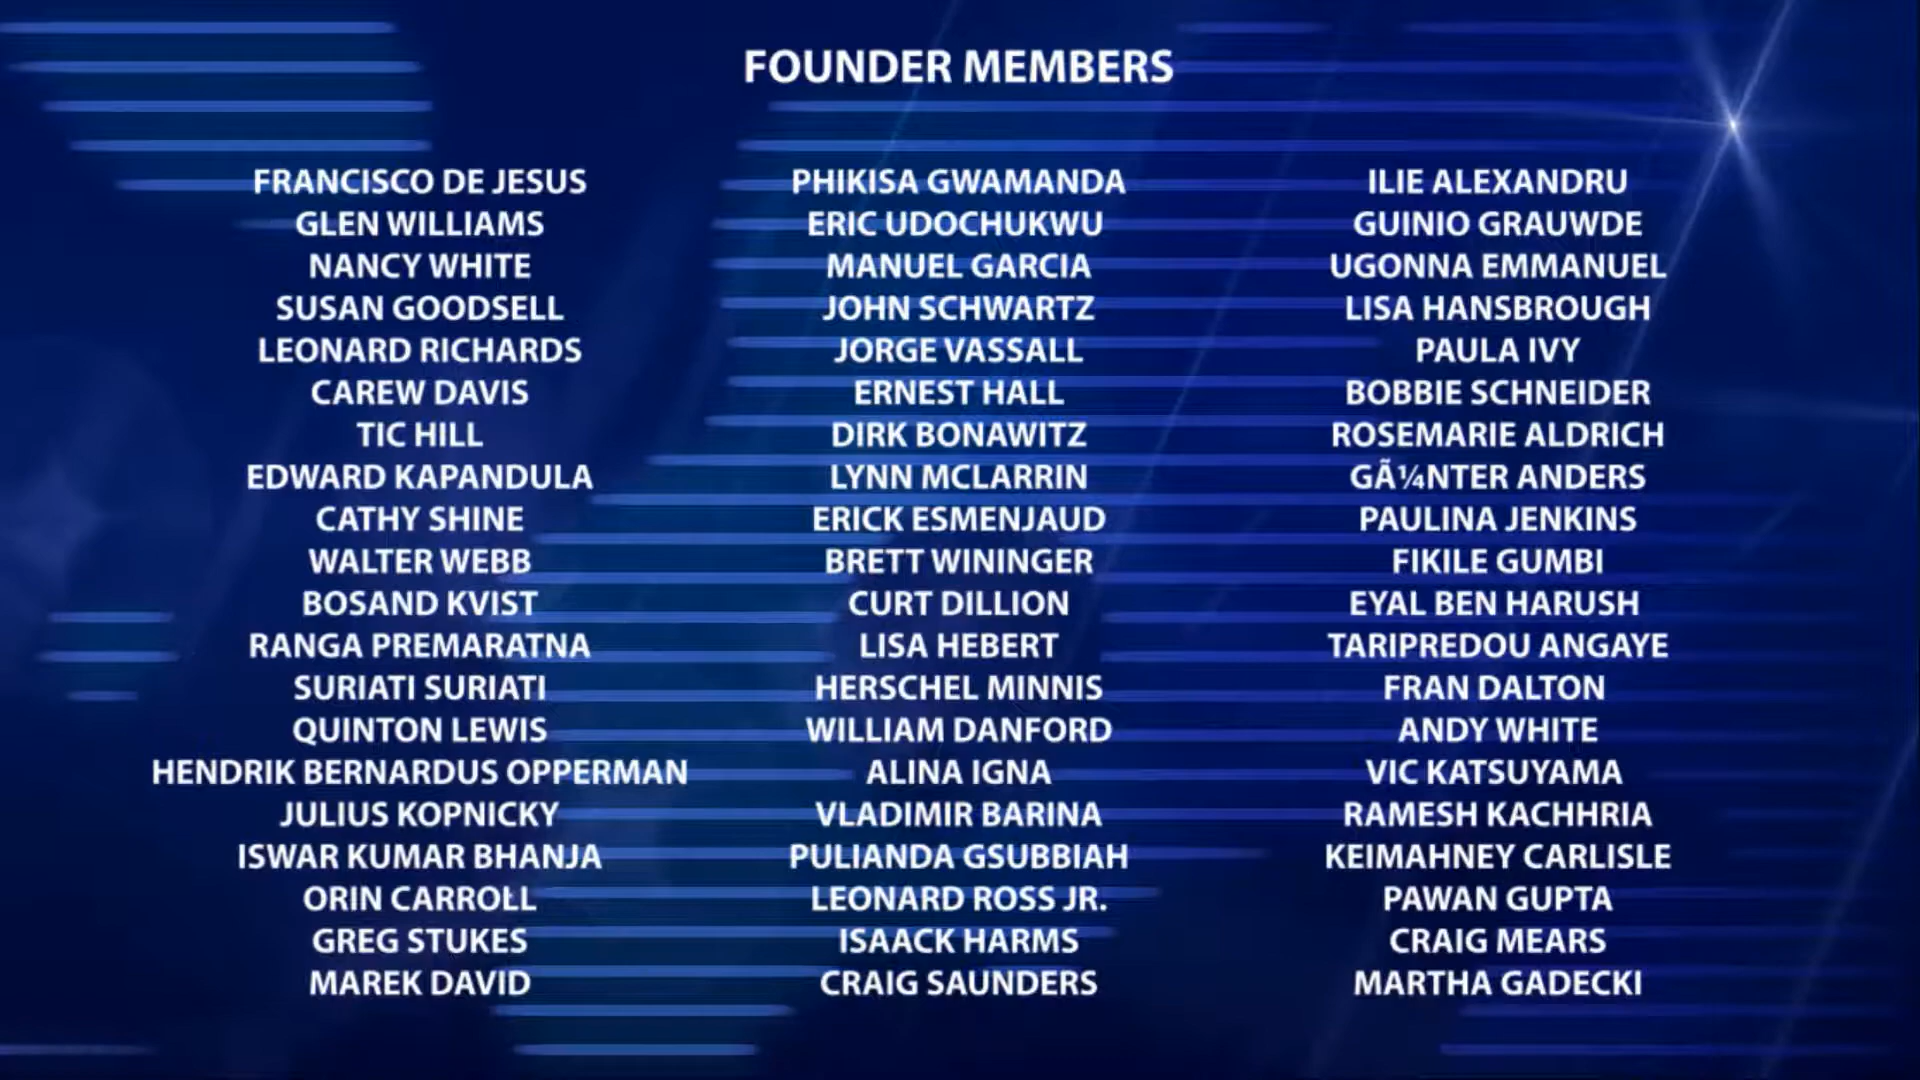 FOUNDER MEMBERS
FRANCISCO DE JESUS
GLEN WILLIAMS
NANCY WHITE
SUSAN GOODSELL
LEONARD RICHARDS
CAREW DAVIS
TIC HILL
EDWARD KAPANDULA
CATHY SHINE
WALTER WEBB
BOSAND KVIST
RANGA PREMARATNA
SURIATI SURIATI
QUINTON LEWIS
HENDRIK BERNARDUS OPPERMAN
JULIUS KOPNICKY
ISWAR KUMAR BHANJA
ORIN CARROLL
GREG STUKES
MAREK DAVID
PHIKISA GWAMANDA
ERIC UDOCHUKWU
MANUEL GARCIA
JOHN SCHWARTZ
JORGE VASSALL
ERNEST HALL
DIRK BONAWITZ
LYNN MCLARRIN
ERICK ESMENJAUD
BRETT WININGER
CURT DILLION
LISA HEBERT
HERSCHEL MINNIS
WILLIAM DANFORD
ALINA IGNA
VLADIMIR BARINA
PULIANDA GSUBBIAH
LEONARD ROSS JR.
ISAACK HARMS
CRAIG SAUNDERS
ILIE ALEXANDRU
GUINIO GRAUWDE
UGONNA EMMANUEL
LISA HANSBROUGH
PAULA IVY
BOBBIE SCHNEIDER
ROSEMARIE ALDRICH
GÃ¼NTER ANDERS
PAULINA JENKINS
FIKILE GUMBI
EYAL BEN HARUSH
TARIPREDOU ANGAYE
FRAN DALTON
ANDY WHITE
VIC KATSUYAMA
RAMESH KACHHRIA
KEIMAHNEY CARLISLE
PAWAN GUPTA
CRAIG MEARS
MARTHA GADECKI